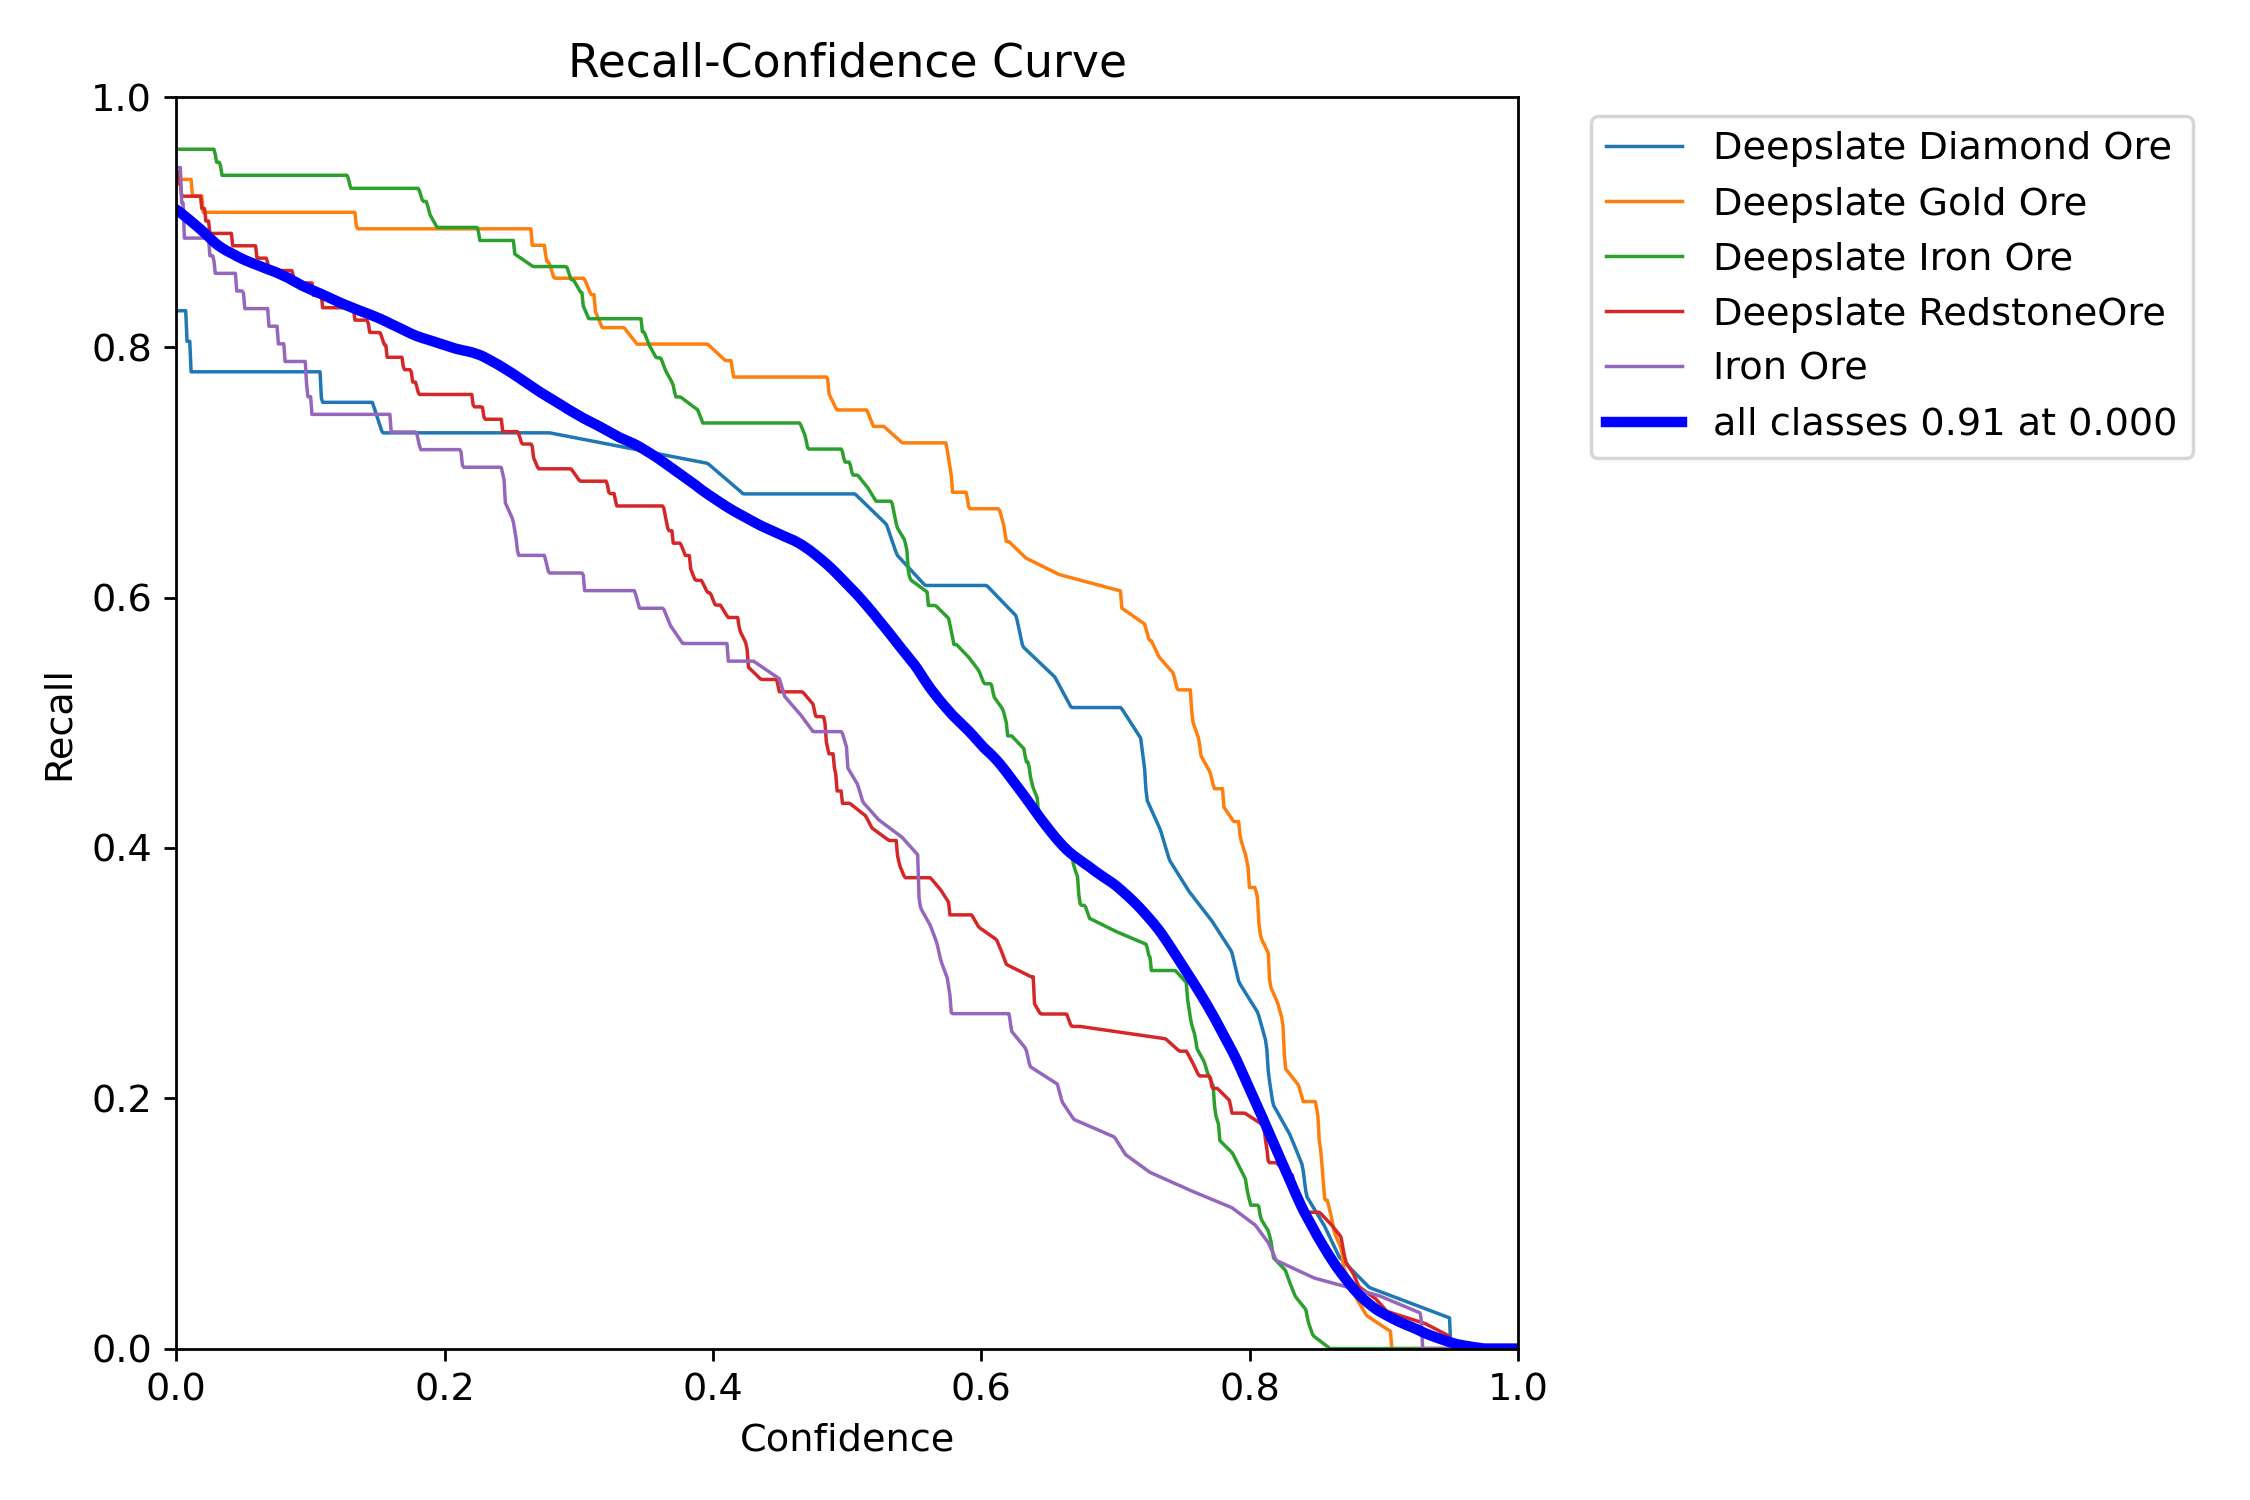 Recall-Confidence Curve
1.0
0.8
0.6
0.4
0.2
0.0
Recall
0.0 0.2 0.4 0.6 0.8 1.0
Confidence
Deepslate Diamond Ore
Deepslate Gold Ore
Deepslate Iron Ore
Deepslate RedstoneOre
Iron Ore
all classes 0.91 at 0.000